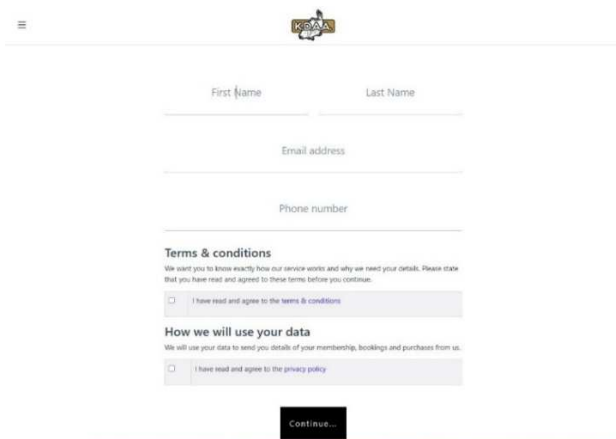 KDAA
First Name
Last Name
Email address
Phone number
Terms & conditions
We want you to know exactly how our service works and why we need your details. Please state
that you have read and agreed to these terms before you continue.
I have read and agree to the terms & conditions
How we will use your data
We will use your data to send you details of your membership, bookings and purchases from us.
I have read and agree to the privacy policy
Continue...